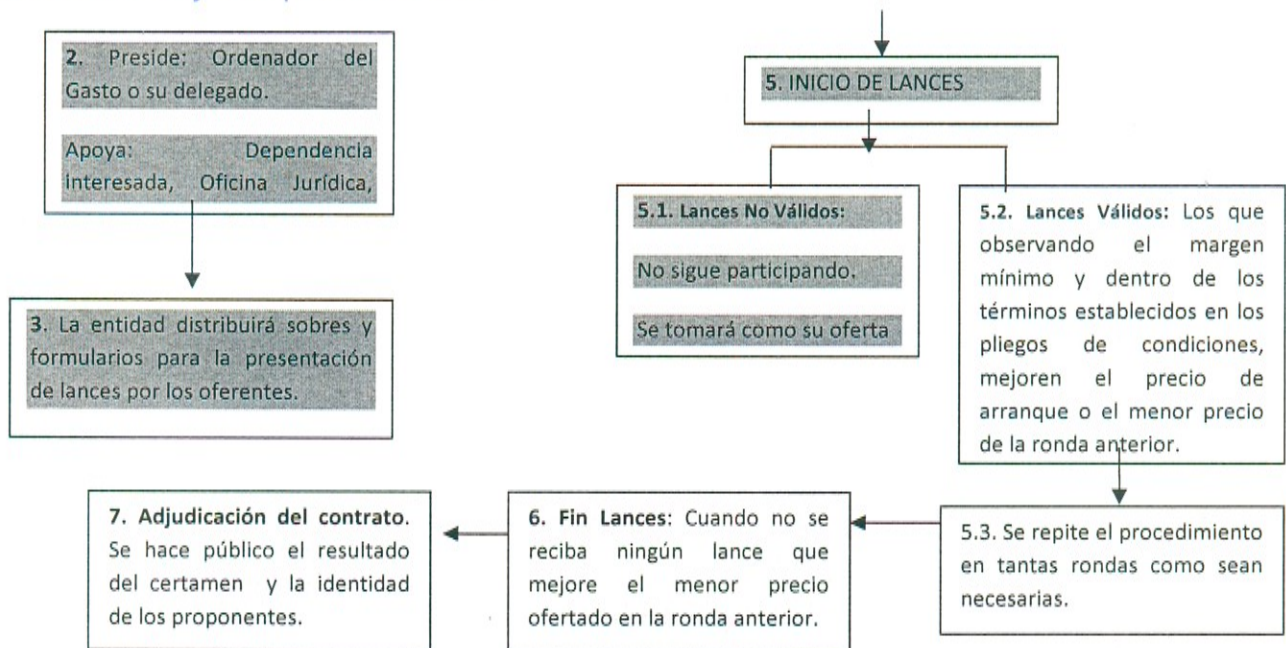 2. Preside: Ordenador del
Gasto o su delegado.
Apoya: Dependencia
interesada, Oficina Jurídica,
3. La entidad distribuirá sobres y
formularios para la presentación
de lances por los oferentes.
5. INICIO DE LANCES
5.1. Lances No Válidos:
No sigue participando.
Se tomará como su oferta
5.2. Lances Válidos: Los que
observando el margen
mínimo y dentro de los
términos establecidos en los
pliegos de condiciones,
mejoren el precio de
arranque o el menor precio
de la ronda anterior.
5.3. Se repite el procedimiento
en tantas rondas como sean
necesarias.
6. Fin Lances: Cuando no se
reciba ningún lance que
mejore el menor precio
ofertado en la ronda anterior.
7. Adjudicación del contrato.
Se hace público el resultado
del certamen y la identidad
de los proponentes.